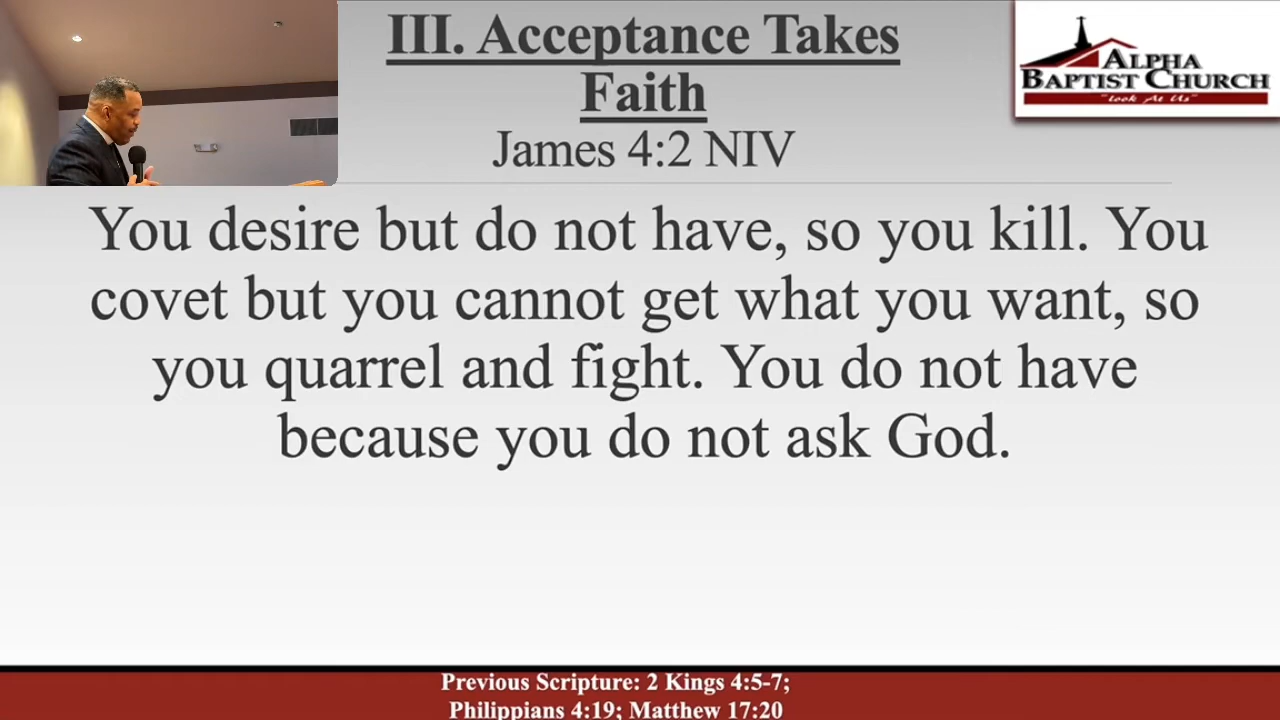 III. Acceptance Takes
Faith
James 4:2 NIV
ALPHA
BAPTIST CHURCH
"Look At Us"
You desire but do not have, so you kill. You
covet but you cannot get what you want, so
you quarrel and fight. You do not have
because you do not ask God.
Previous Scripture: 2 Kings 4:5-7;
Philippians 4:19; Matthew 17:20